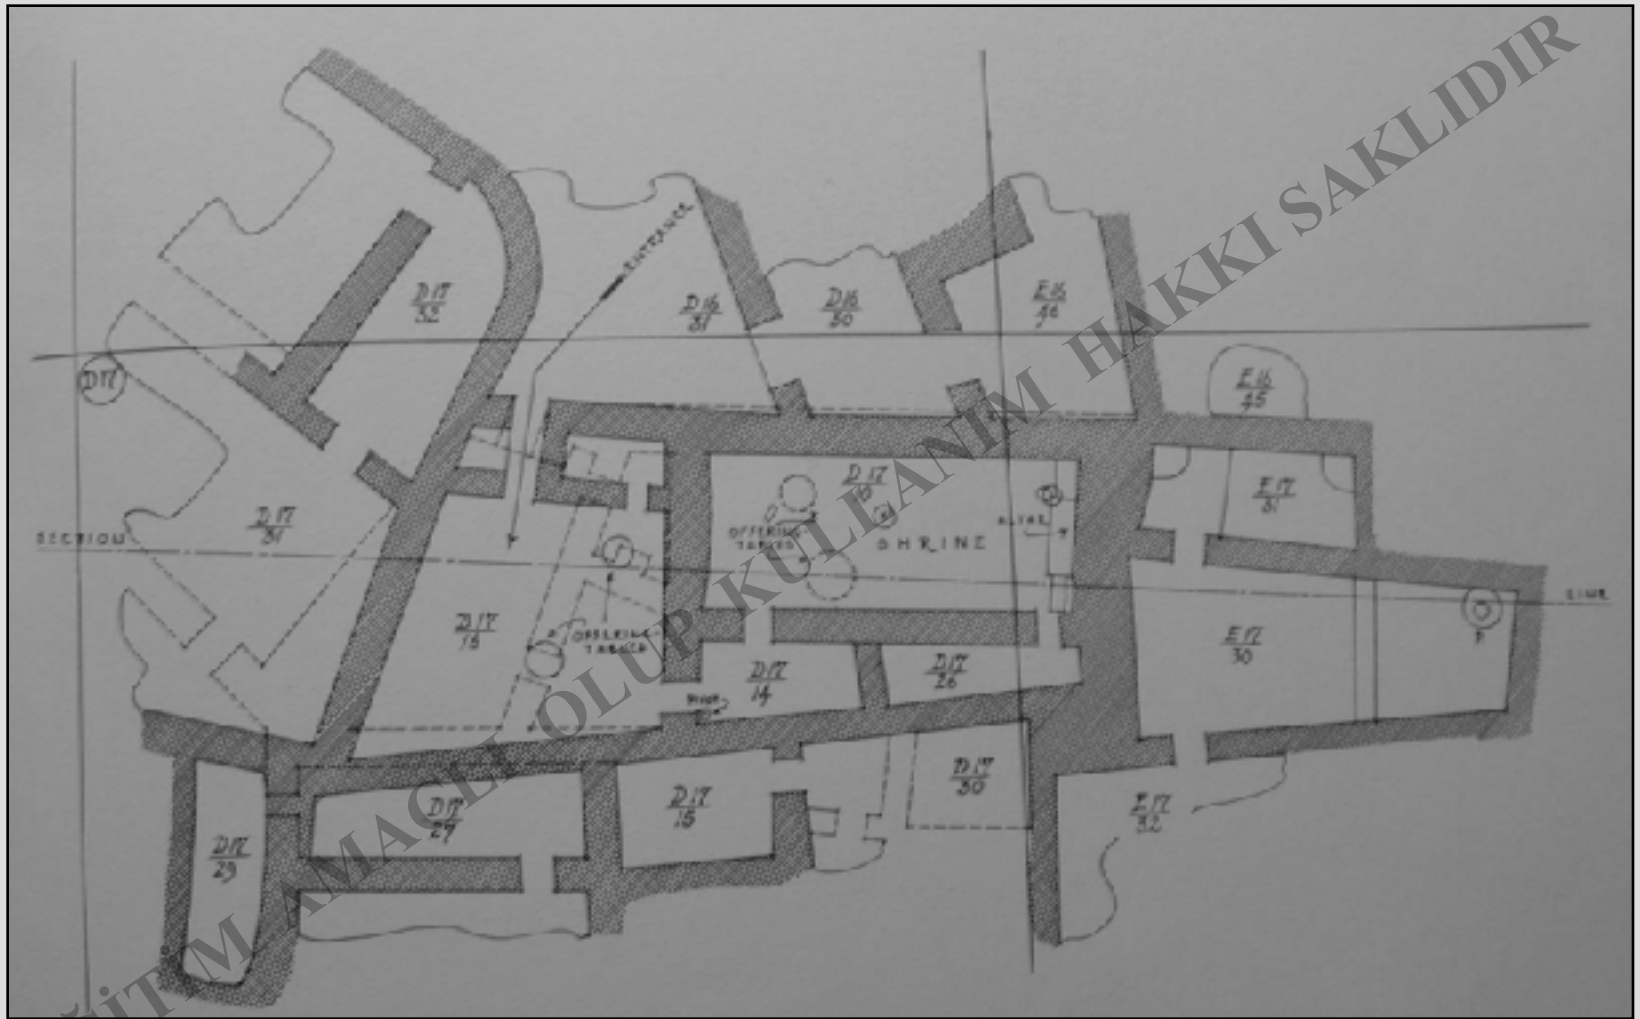 ENTRANCE
D 17
32
D 16
31
D 16
30
E 16
D 17
E 16
45
D 17
10
E 17
31
OFFERING-
TABLES
SHRINE
ALTAR
D 17
31
SECTION
LINE
D 17
OFFERING-
TABLES
E 17
30
D 17
14
D 17
26
D 17
30
D 17
27
D 17
15
E 17
32
D 17
29
EĞİTİM AMAÇLI OLUP KULLANIM HAKKI SAKLIDIR